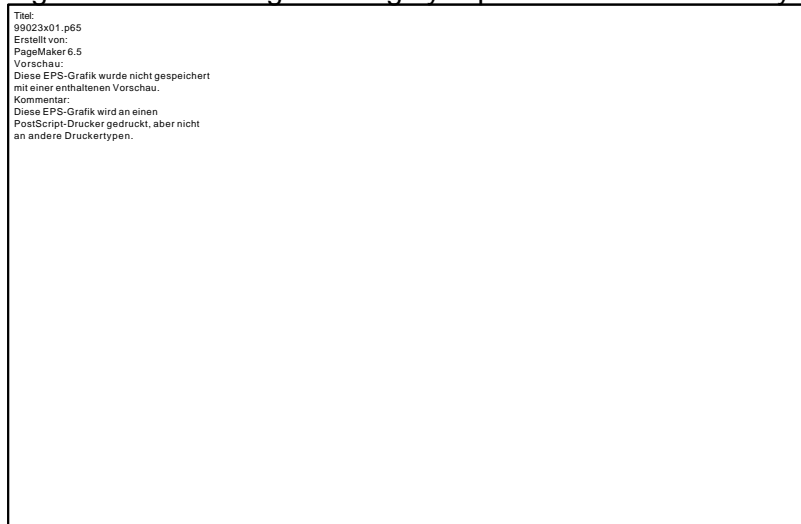 Titel:
99023x01.p65
Erstellt von:
PageMaker 6.5
Vorschau:
Diese EPS-Grafik wurde nicht gespeichert
mit einer enthaltenen Vorschau.
Kommentar:
Diese EPS-Grafik wird an einen
PostScript-Drucker gedruckt, aber nicht
an andere Druckertypen.